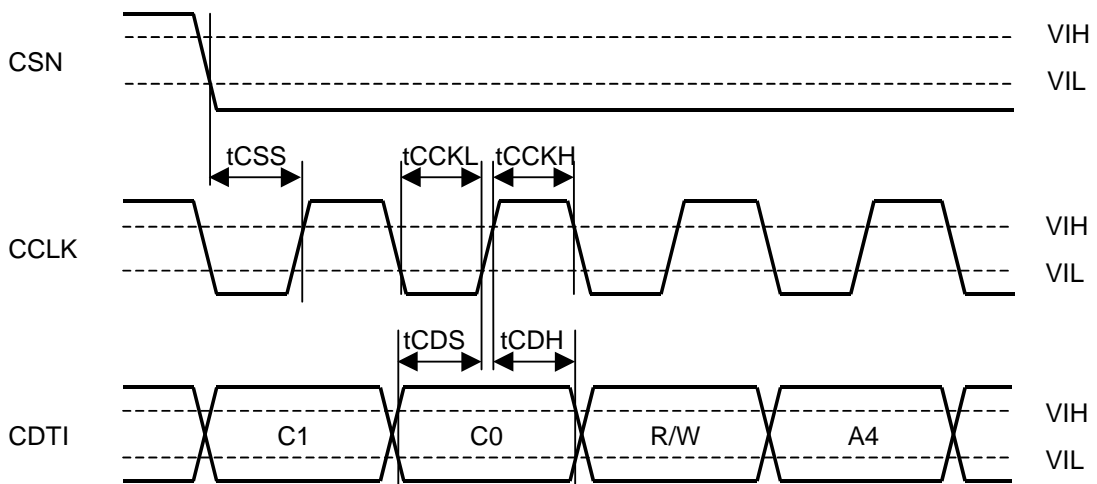 VIH
CSN
VIL
tCSS
tCCKL
tCCKH
VIH
CCLK
VIL
tCDS
tCDH
VIH
CDTI
C1
C0
R/W
A4
VIL